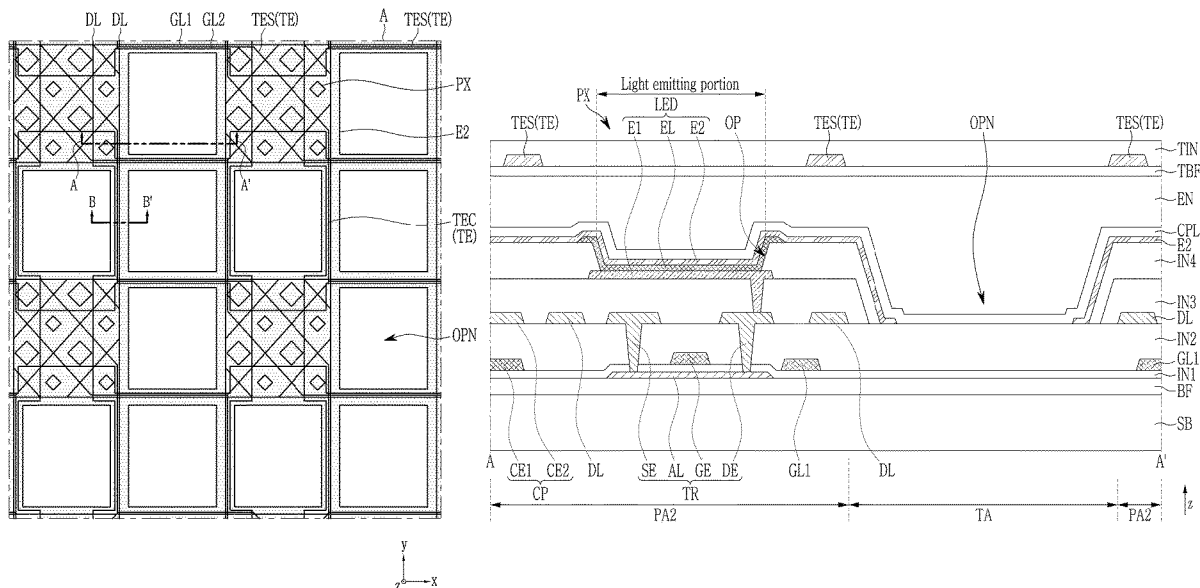 DL DL GL1 GL2 TES(TE) A TES(TE)
PX
E2
A A'
B B'
TEC
(TE)
OPN
y
z x
Light emitting portion
PX LED
E1 EL E2 OP OPN
TES(TE) TES(TE) TES(TE)
TIN
TBF
EN
CPL
E2
IN4
IN3
DL
IN2
GL1
IN1
BF
SB
A A'
CE1 CE2 DL SE AL GE DE GL1 DL
CP TR
PA2 TA PA2
z